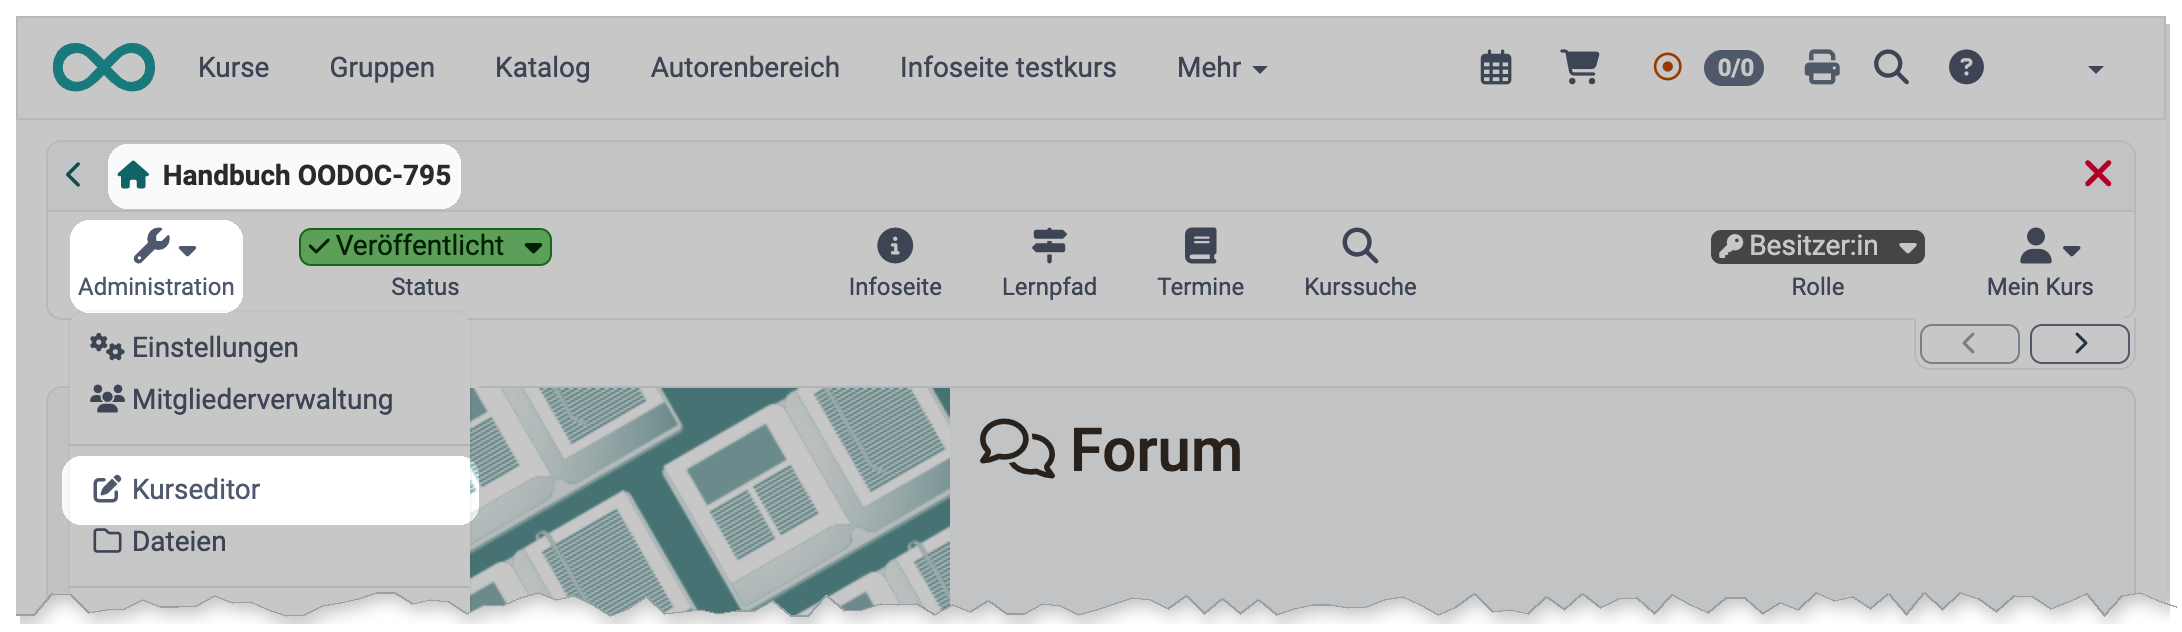 Kurse Gruppen Katalog Autorenbereich Infoseite testkurs Mehr 0/0
Handbuch OODOC-795
Veröffentlicht Besitzer:in
Administration Status Infoseite Lernpfad Termine Kurssuche Rolle Mein Kurs
Einstellungen
Mitgliederverwaltung
Forum
Kurseditor
Dateien